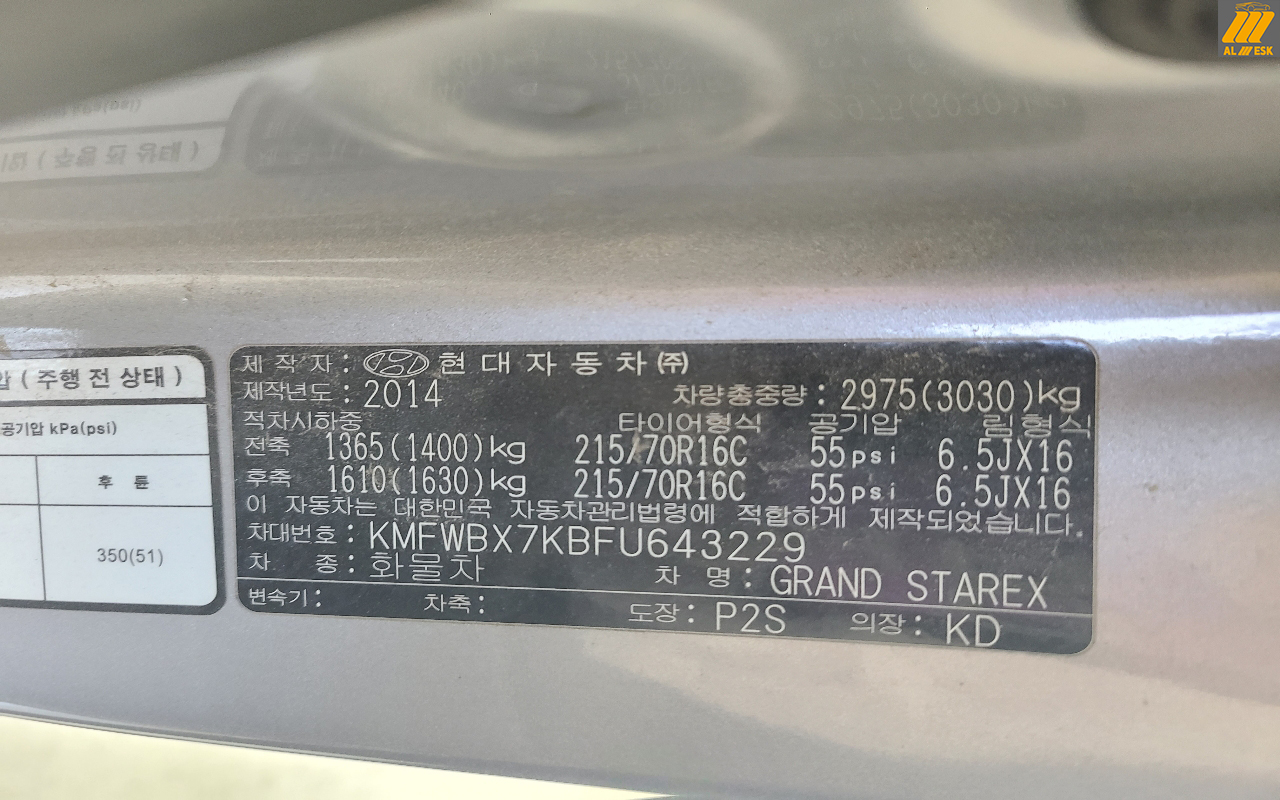 AL ESK
압 ( 주행 전 상태 )
공기압 kPa(psi)
후 륜
350(51)
제 작 자 : 현대자동차㈜
제작년도 : 2014 차량총중량 : 2975(3030)kg
적차시하중 타이어형식 공기압 림형식
전축 1365(1400)kg 215/70R16C 55psi 6.5JX16
후축 1610(1630)kg 215/70R16C 55psi 6.5JX16
이 자동차는 대한민국 자동차관리법령에 적합하게 제작되었습니다.
차대번호 : KMFWBX7KBFU643229
차 종 : 화물차 차 명 : GRAND STAREX
변속기 : 차축 : 도장 : P2S 의장 : KD